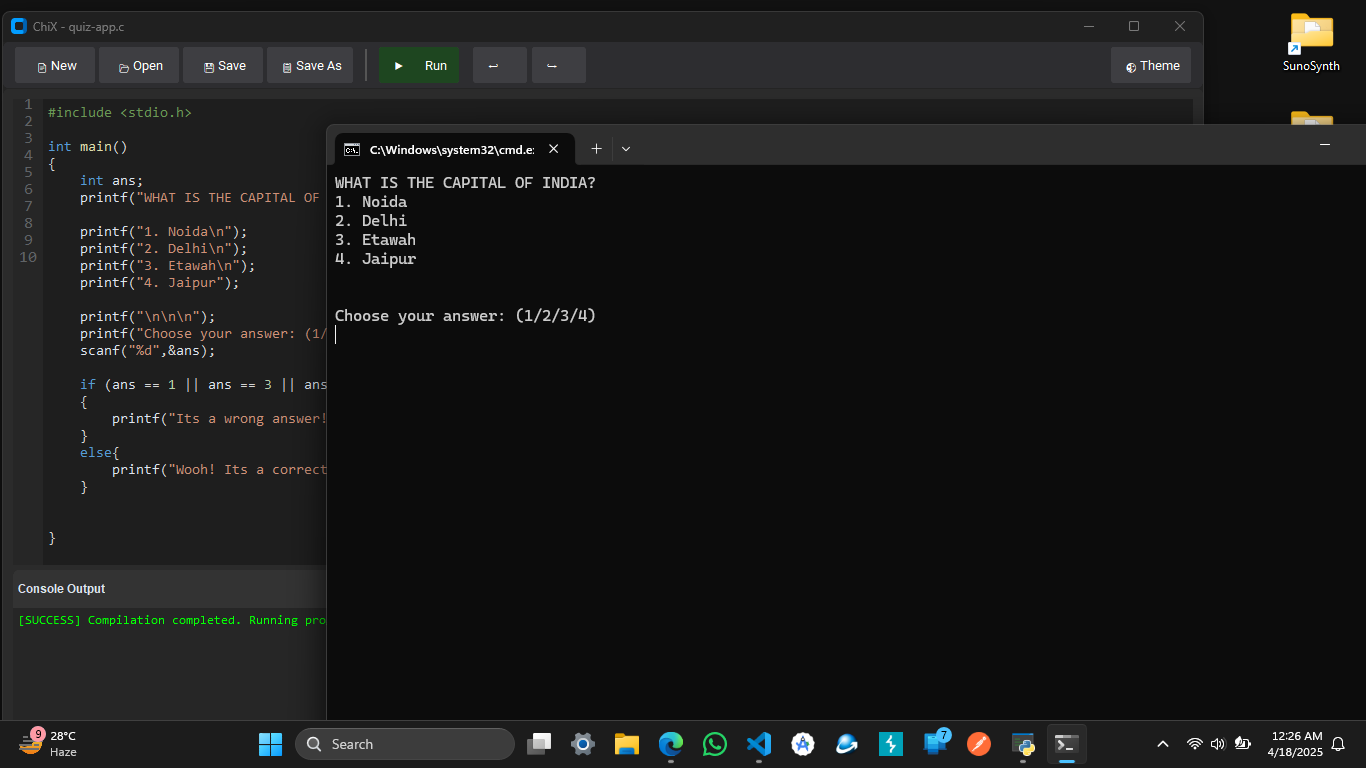 ChiX - quiz-app.c
SunoSynth
New Open Save Save As Run Theme
1
2
3
4
5
6
7
8
9
10
#include <stdio.h>
int main()
{
int ans;
printf("WHAT IS THE CAPITAL OF
printf("1. Noida\n");
printf("2. Delhi\n");
printf("3. Etawah\n");
printf("4. Jaipur");
printf("\n\n\n");
printf("Choose your answer: (1/
scanf("%d",&ans);
if (ans == 1 || ans == 3 || ans
{
printf("Its a wrong answer!
}
else{
printf("Wooh! Its a correct
}
}
Console Output
[SUCCESS] Compilation completed. Running pro
C:\Windows\system32\cmd.e
WHAT IS THE CAPITAL OF INDIA?
1. Noida
2. Delhi
3. Etawah
4. Jaipur
Choose your answer: (1/2/3/4)
9
28°C
Haze
Search
7
12:26 AM
4/18/2025